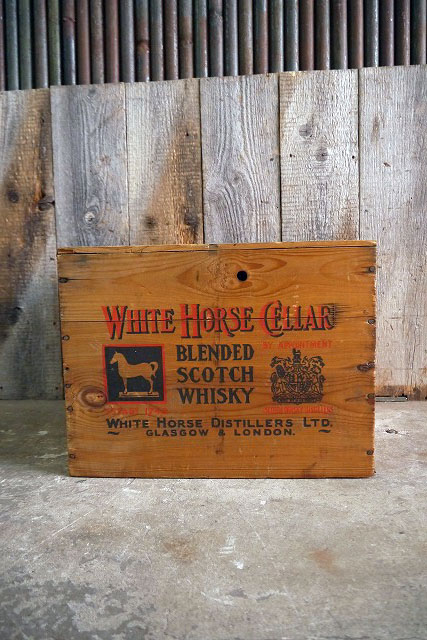 WHITE HORSE CELLAR
BY APPOINTMENT
BLENDED
SCOTCH
WHISKY
WHITE HORSE DISTILLERS LTD.
GLASGOW & LONDON.